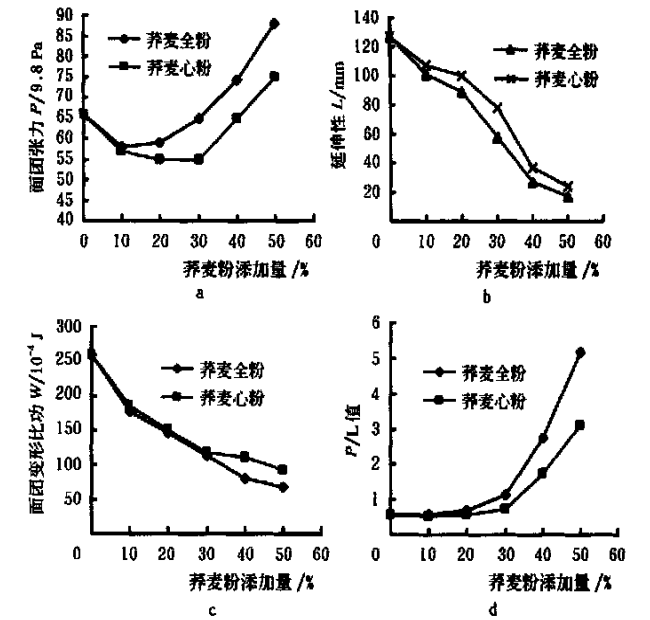 90
85
80
75
70
65
60
55
50
45
40
面团张力 P/9.8 Pa
荞麦全粉
荞麦心粉
0 10 20 30 40 50 60
荞麦粉添加量/%
a
140
120
100
80
60
40
20
延伸性 L/mm
荞麦全粉
荞麦心粉
0 10 20 30 40 50 60
荞麦粉添加量/%
b
300
250
200
150
100
50
面团变形比功 W/10⁻⁴ J
荞麦全粉
荞麦心粉
0 10 20 30 40 50 60
荞麦粉添加量/%
c
6
5
4
3
2
1
P/L值
荞麦全粉
荞麦心粉
0 10 20 30 40 50 60
荞麦粉添加量/%
d